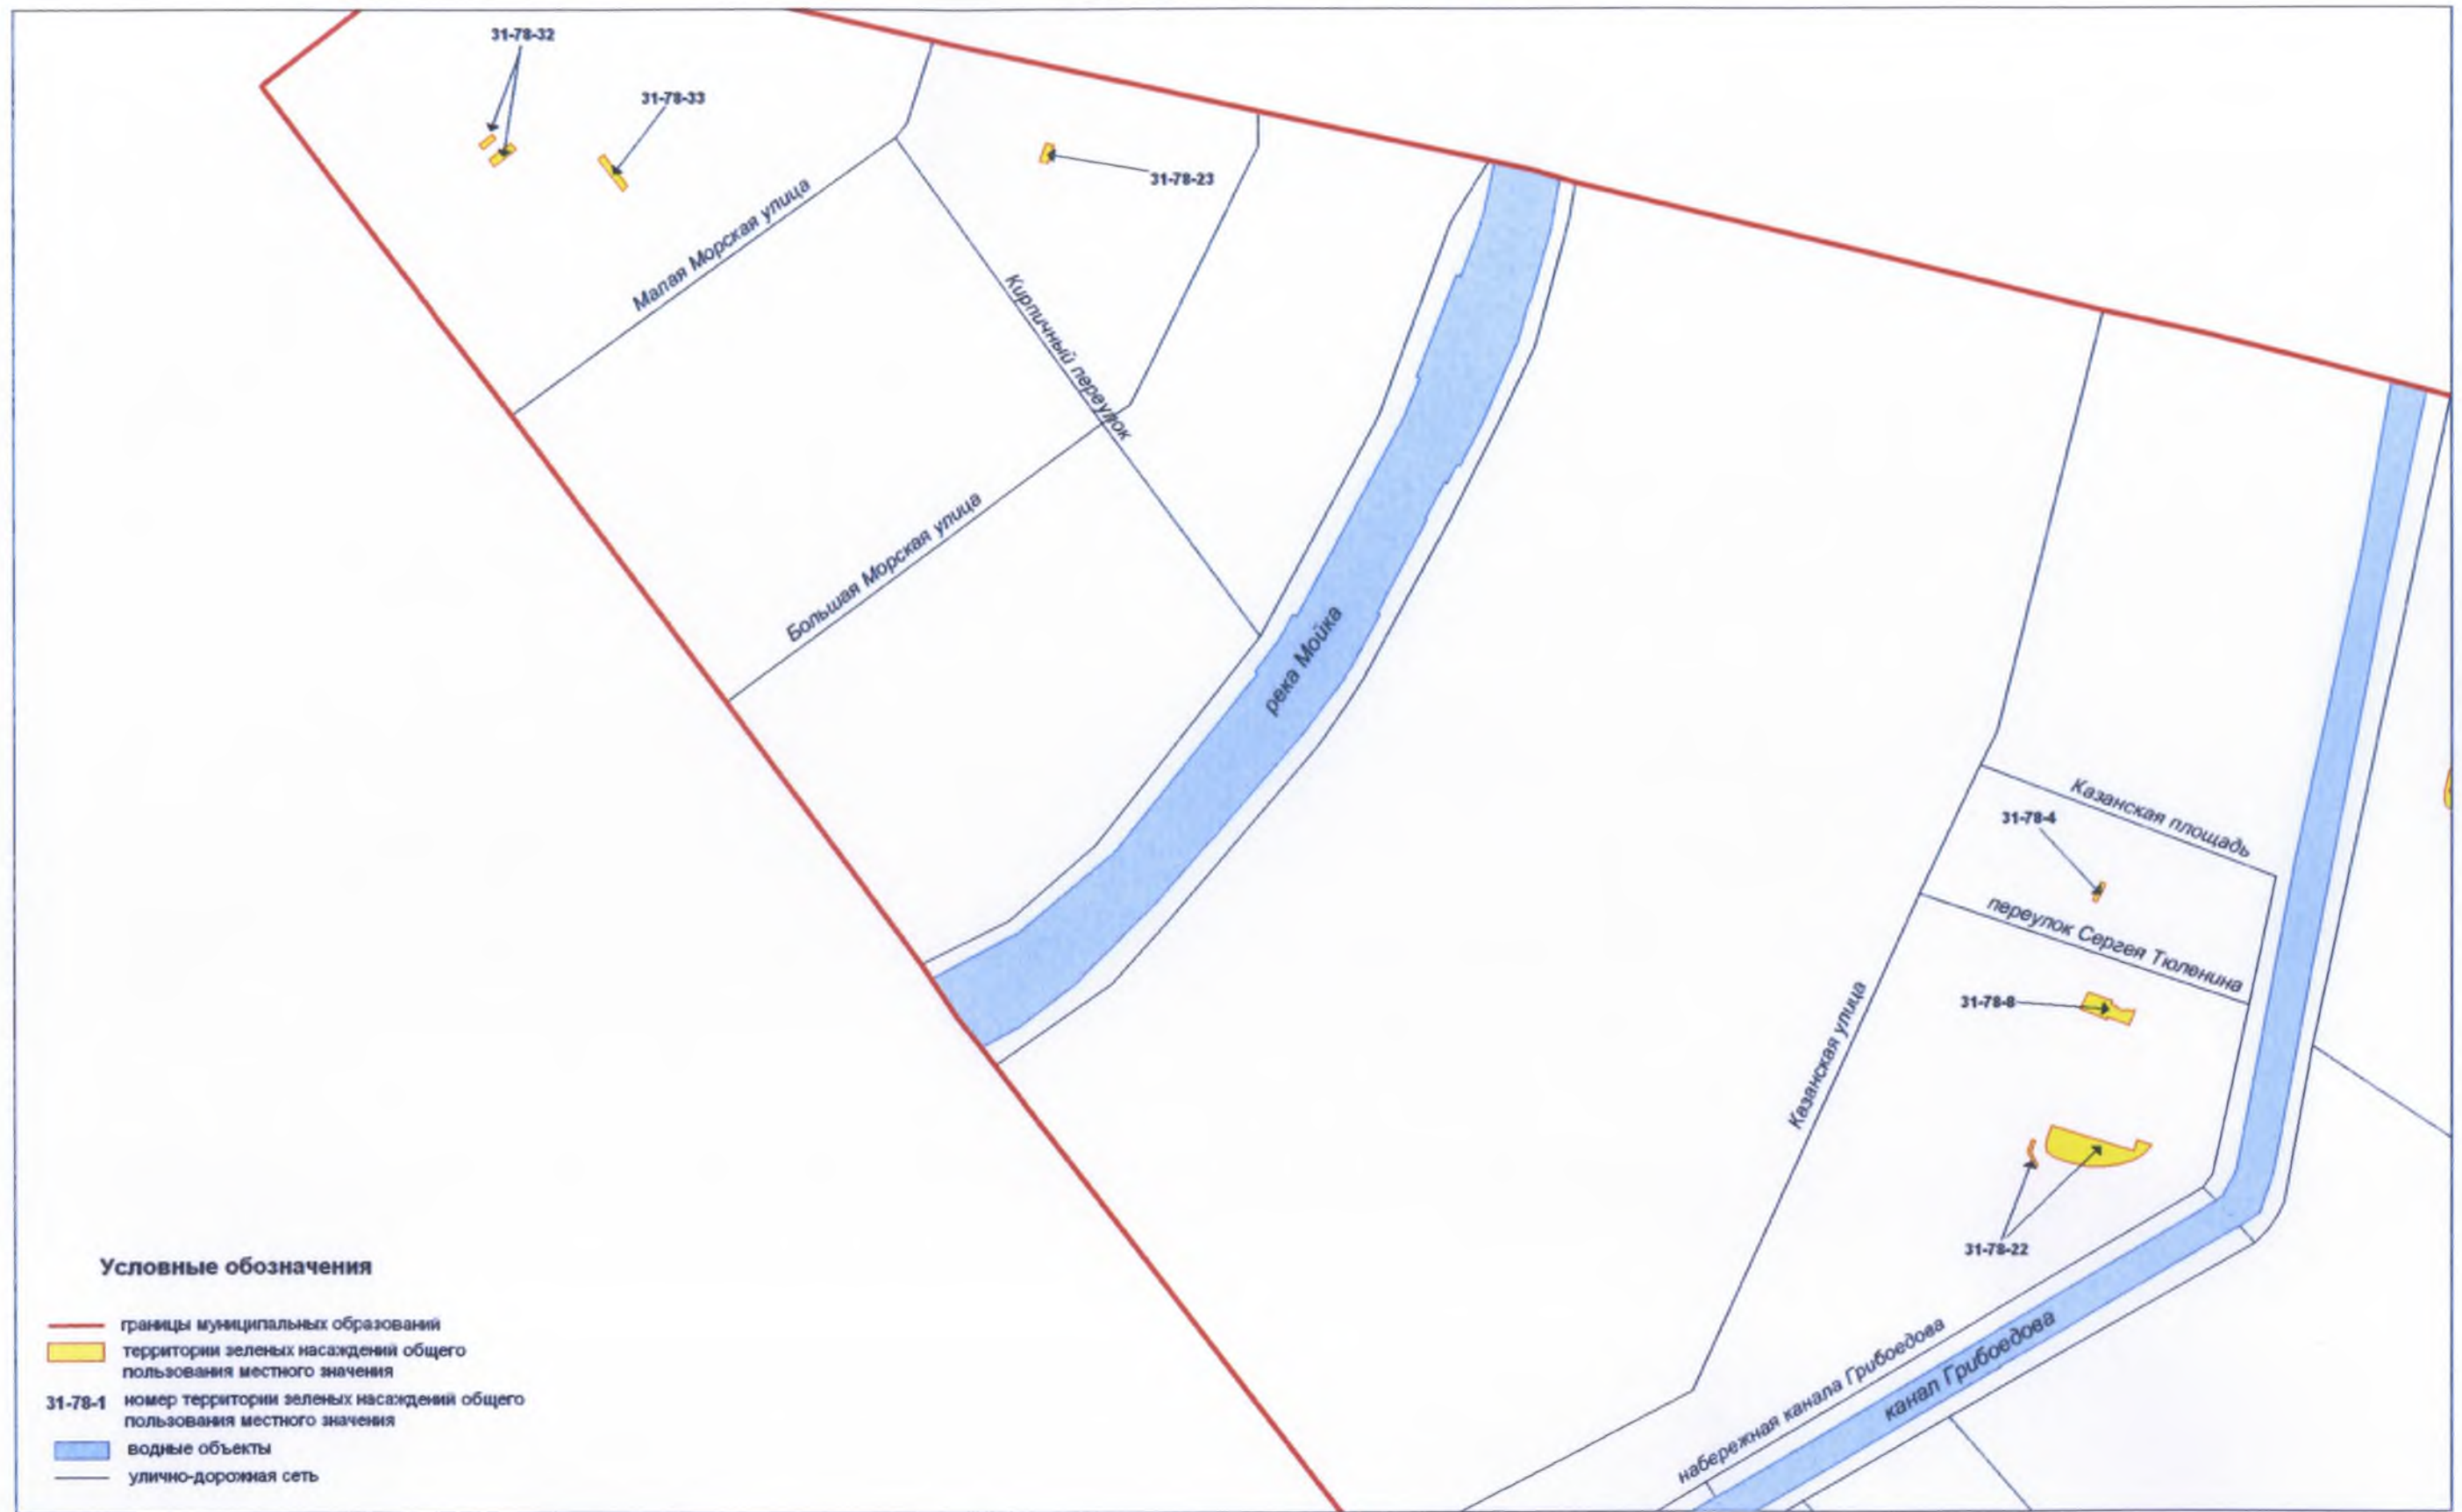 31-78-32
31-78-33
31-78-23
Малая Морская улица
Кирпичный переулок
Большая Морская улица
река Мойка
Казанская площадь
31-78-4
переулок Сергея Тюленина
31-78-8
Казанская улица
31-78-22
набережная канала Грибоедова
канал Грибоедова
Условные обозначения
границы муниципальных образований
территории зеленых насаждений общего
пользования местного значения
31-78-1 номер территории зеленых насаждений общего
пользования местного значения
водные объекты
улично-дорожная сеть